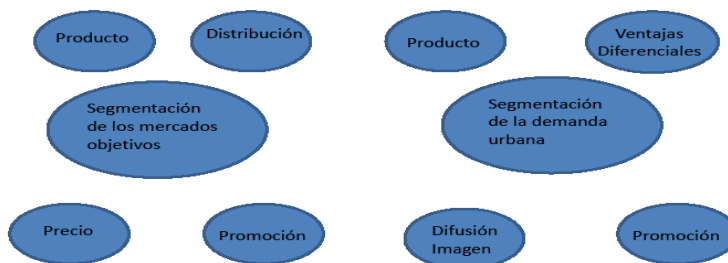 Producto
Distribución
Segmentación
de los mercados
objetivos
Precio
Promoción
Producto
Ventajas
Diferenciales
Segmentación
de la demanda
urbana
Difusión
Imagen
Promoción